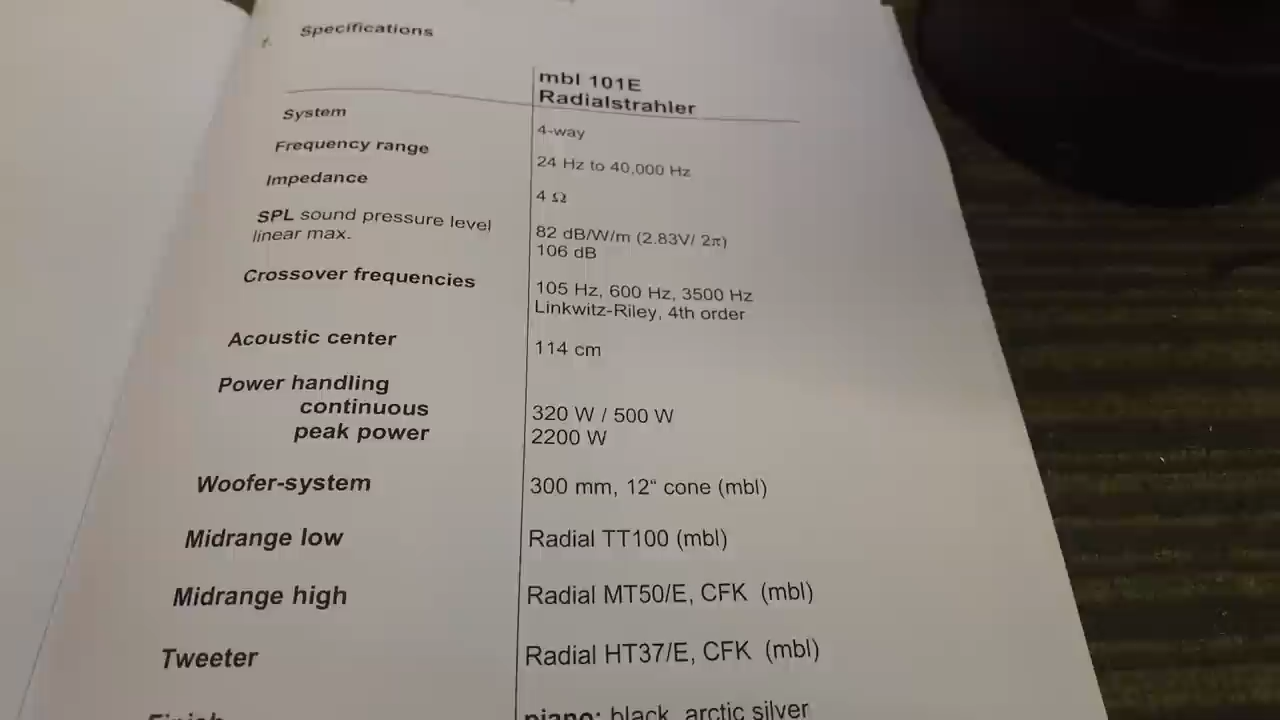 Specifications
mbl 101E
Radialstrahler
System 4-way
Frequency range 24 Hz to 40,000 Hz
Impedance 4 Ω
SPL sound pressure level 82 dB/W/m (2.83V/ 2π)
linear max. 106 dB
Crossover frequencies 105 Hz, 600 Hz, 3500 Hz
Linkwitz-Riley, 4th order
Acoustic center 114 cm
Power handling
continuous 320 W / 500 W
peak power 2200 W
Woofer-system 300 mm, 12“ cone (mbl)
Midrange low Radial TT100 (mbl)
Midrange high Radial MT50/E, CFK (mbl)
Tweeter Radial HT37/E, CFK (mbl)
Finish piano: black, arctic silver